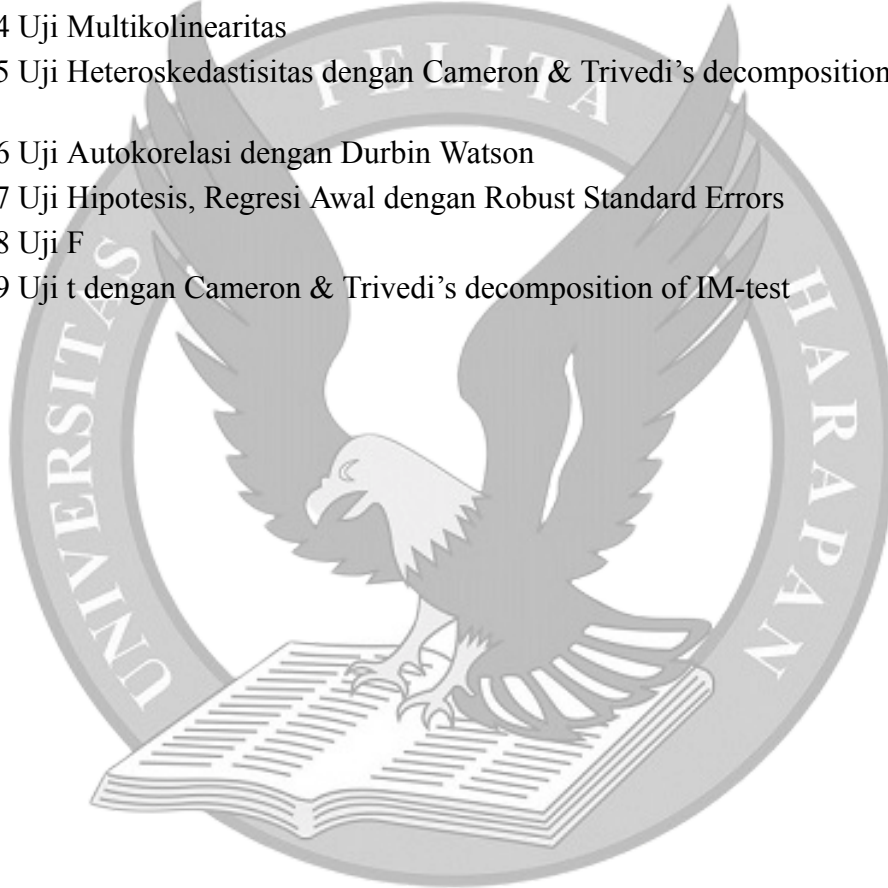 4 Uji Multikolinearitas
5 Uji Heteroskedastisitas dengan Cameron & Trivedi’s decomposition
6 Uji Autokorelasi dengan Durbin Watson
7 Uji Hipotesis, Regresi Awal dengan Robust Standard Errors
8 Uji F
9 Uji t dengan Cameron & Trivedi’s decomposition of IM-test
UNIVERSITAS PELITA HARAPAN